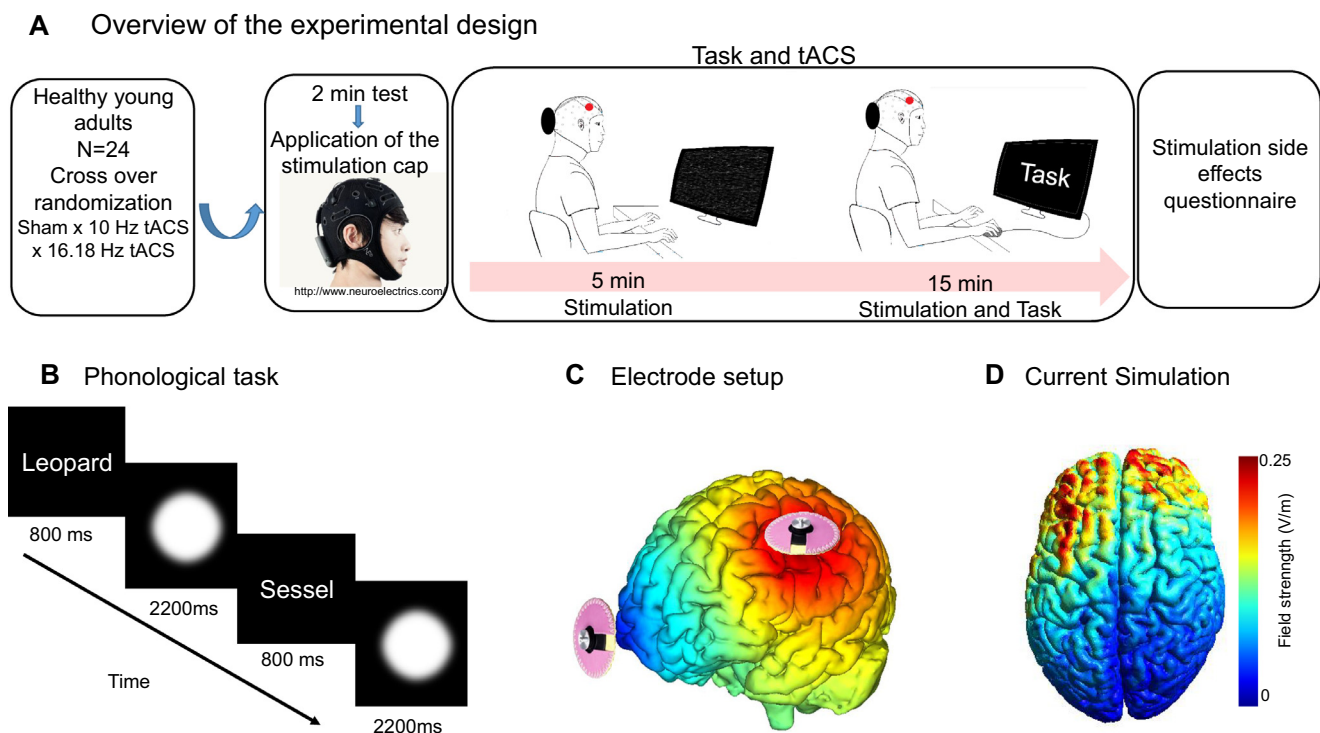 A Overview of the experimental design
Healthy young
adults
N=24
Cross over
randomization
Sham x 10 Hz tACS
x 16.18 Hz tACS
2 min test
Application of the
stimulation cap
http://www.neuroelectrics.com/
Task and tACS
Task
5 min
Stimulation
15 min
Stimulation and Task
Stimulation side
effects
questionnaire
B Phonological task
Leopard
800 ms
2200ms
Sessel
800 ms
2200ms
Time
C Electrode setup
D Current Simulation
0.25
Field strenngth (V/m)
0